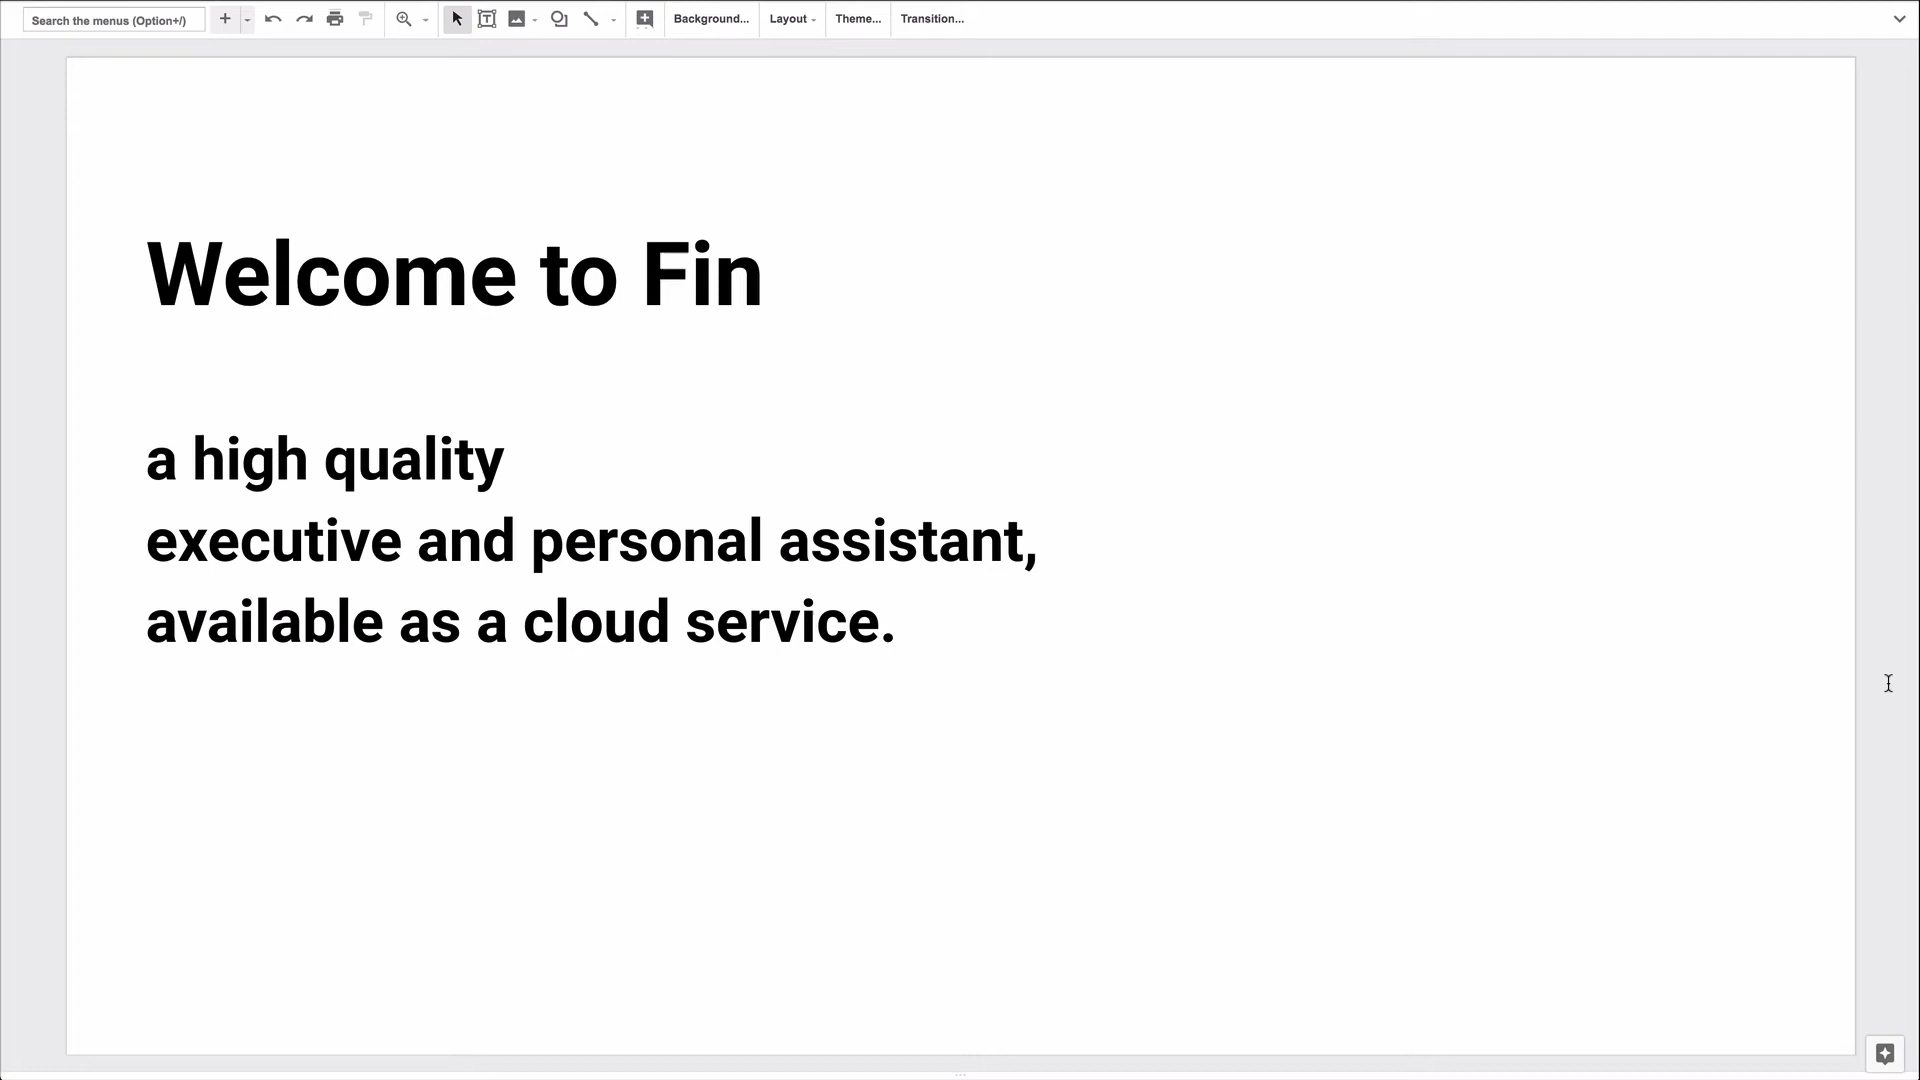 Search the menus (Option+/)
Background...
Layout
Theme...
Transition...
Welcome to Fin
a high quality
executive and personal assistant,
available as a cloud service.